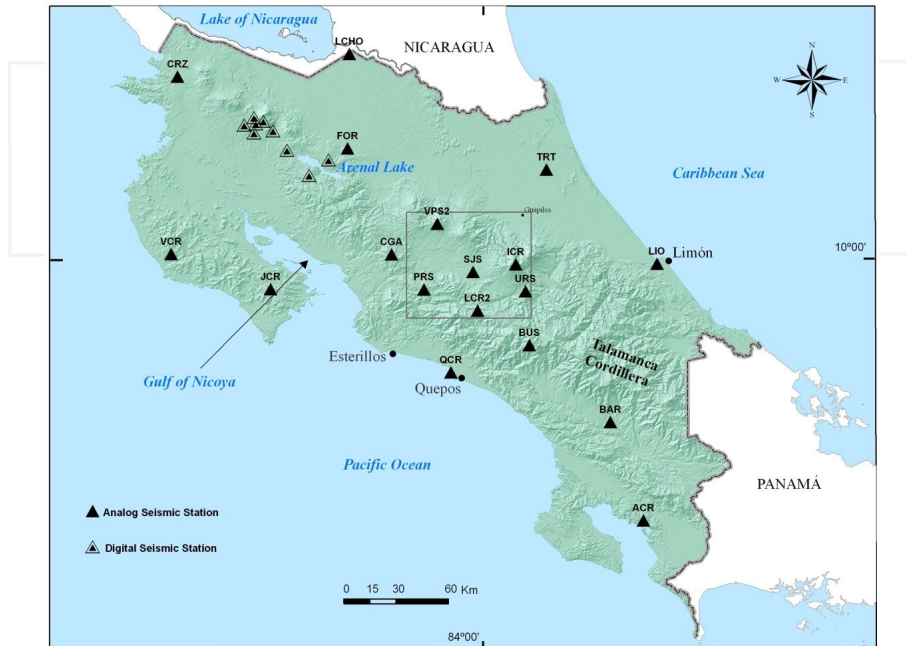 Lake of Nicaragua
LCHO
NICARAGUA
CRZ
N
W
E
S
FOR
Arenal Lake
TRT
Caribbean Sea
VPS2
Guápiles
VCR
CGA
SJS
ICR
LIO
Limón
10º00'
JCR
PRS
URS
LCR2
BUS
Talamanca
Cordillera
Esterillos
QCR
Gulf of Nicoya
Quepos
BAR
Pacific Ocean
PANAMÁ
ACR
Analog Seismic Station
Digital Seismic Station
0 15 30 60 Km
84º00'